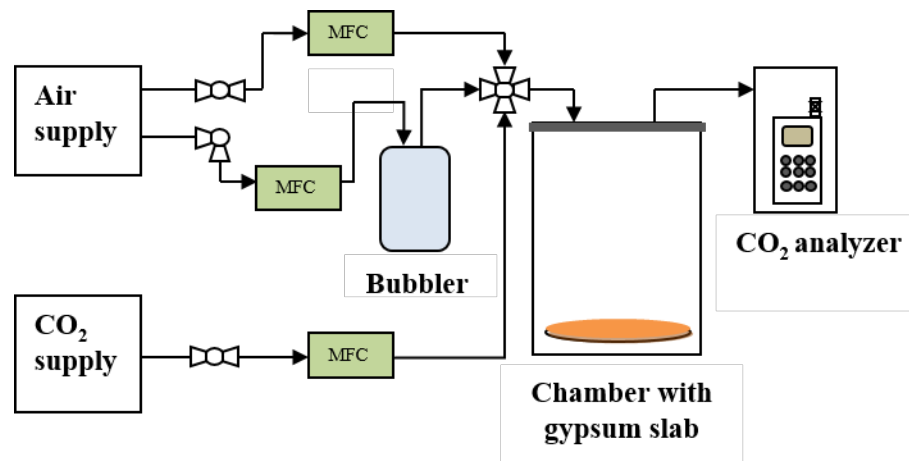 MFC
Air
supply
MFC
Bubbler
CO₂ analyzer
CO₂
supply
MFC
Chamber with
gypsum slab